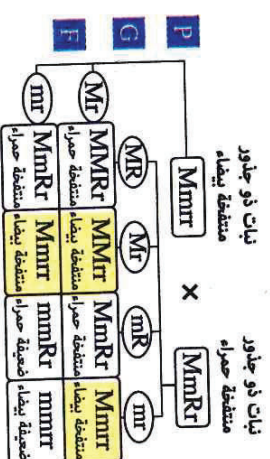 نبات ذو جذور
منتفخة بيضاء
نبات ذو جذور
منتفخة حمراء
P
Mmrr × MmRr
G
MR Mr mR mr
Mr
MMRr MMrr MmRr Mmrr
منتفخة حمراء منتفخة بيضاء منتفخة حمراء منتفخة بيضاء
F
mr
MmRr Mmrr mmRr mmrr
منتفخة حمراء منتفخة بيضاء ضعيفة حمراء ضعيفة بيضاء